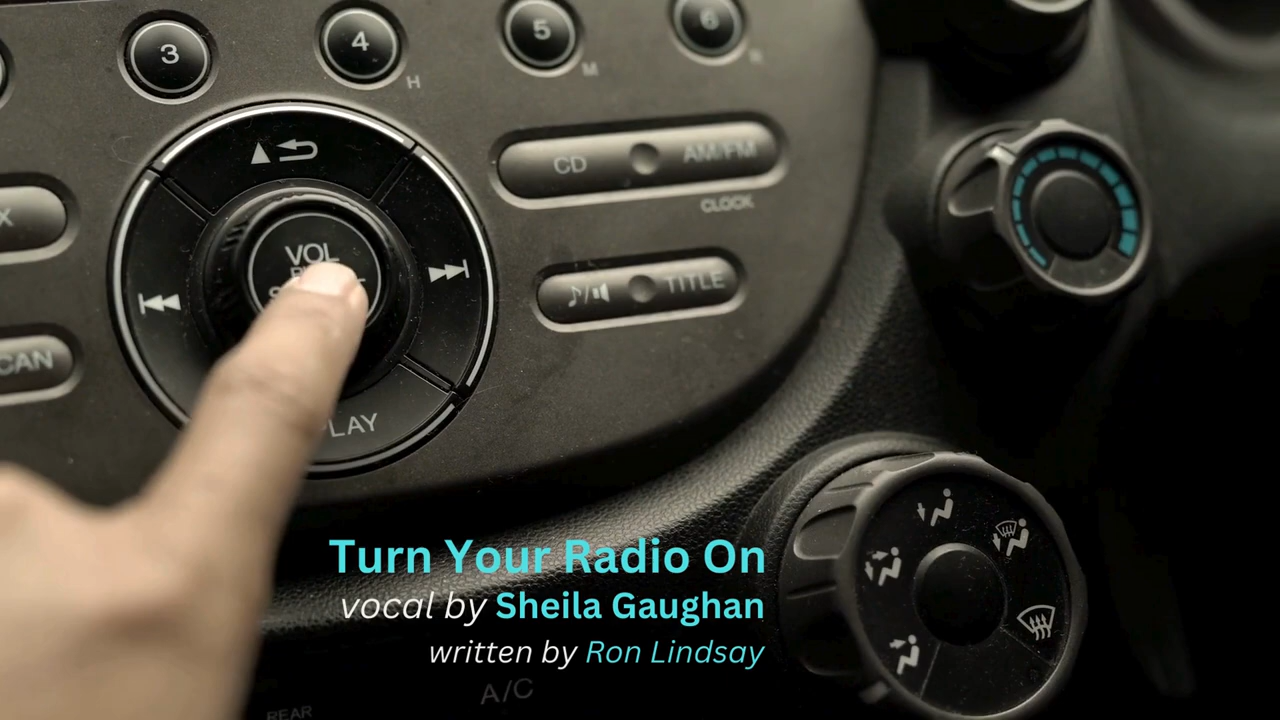 3
4
5
6
H
M
R
CD
AM/FM
CLOCK
X
VOL
TITLE
CAN
PLAY
Turn Your Radio On
vocal by Sheila Gaughan
written by Ron Lindsay
A/C
REAR